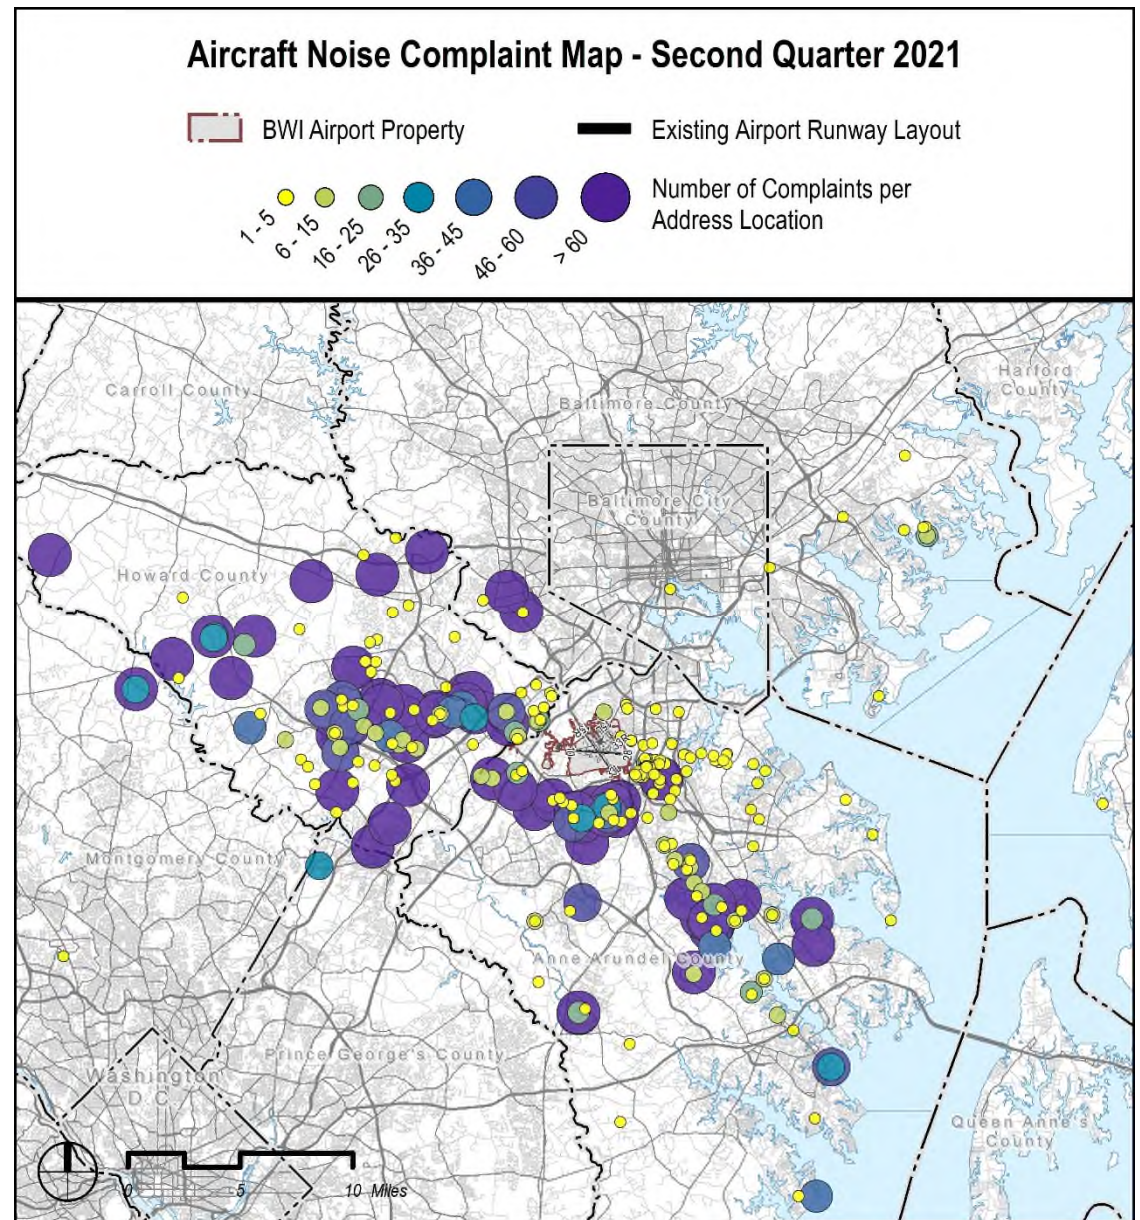 Aircraft Noise Complaint Map - Second Quarter 2021
BWI Airport Property
Existing Airport Runway Layout
Number of Complaints per
Address Location
1 - 5
6 - 15
16 - 25
26 - 35
36 - 45
46 - 60
> 60
Harford
County
Carroll County
Baltimore County
Baltimore City
County
Howard County
Montgomery County
Anne Arundel County
Prince George's County
Washington
D.C.
Queen Anne's
County
0 5 10 Miles